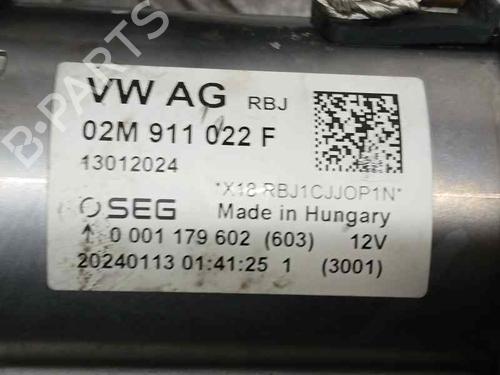 B-PARTS
VW AG RBJ
02M 911 022 F
13012024
*X18 RBJ1CJJOP1N*
SEG Made in Hungary
↑ 0 001 179 602 (603) 12V
20240113 01:41:25 1 (3001)